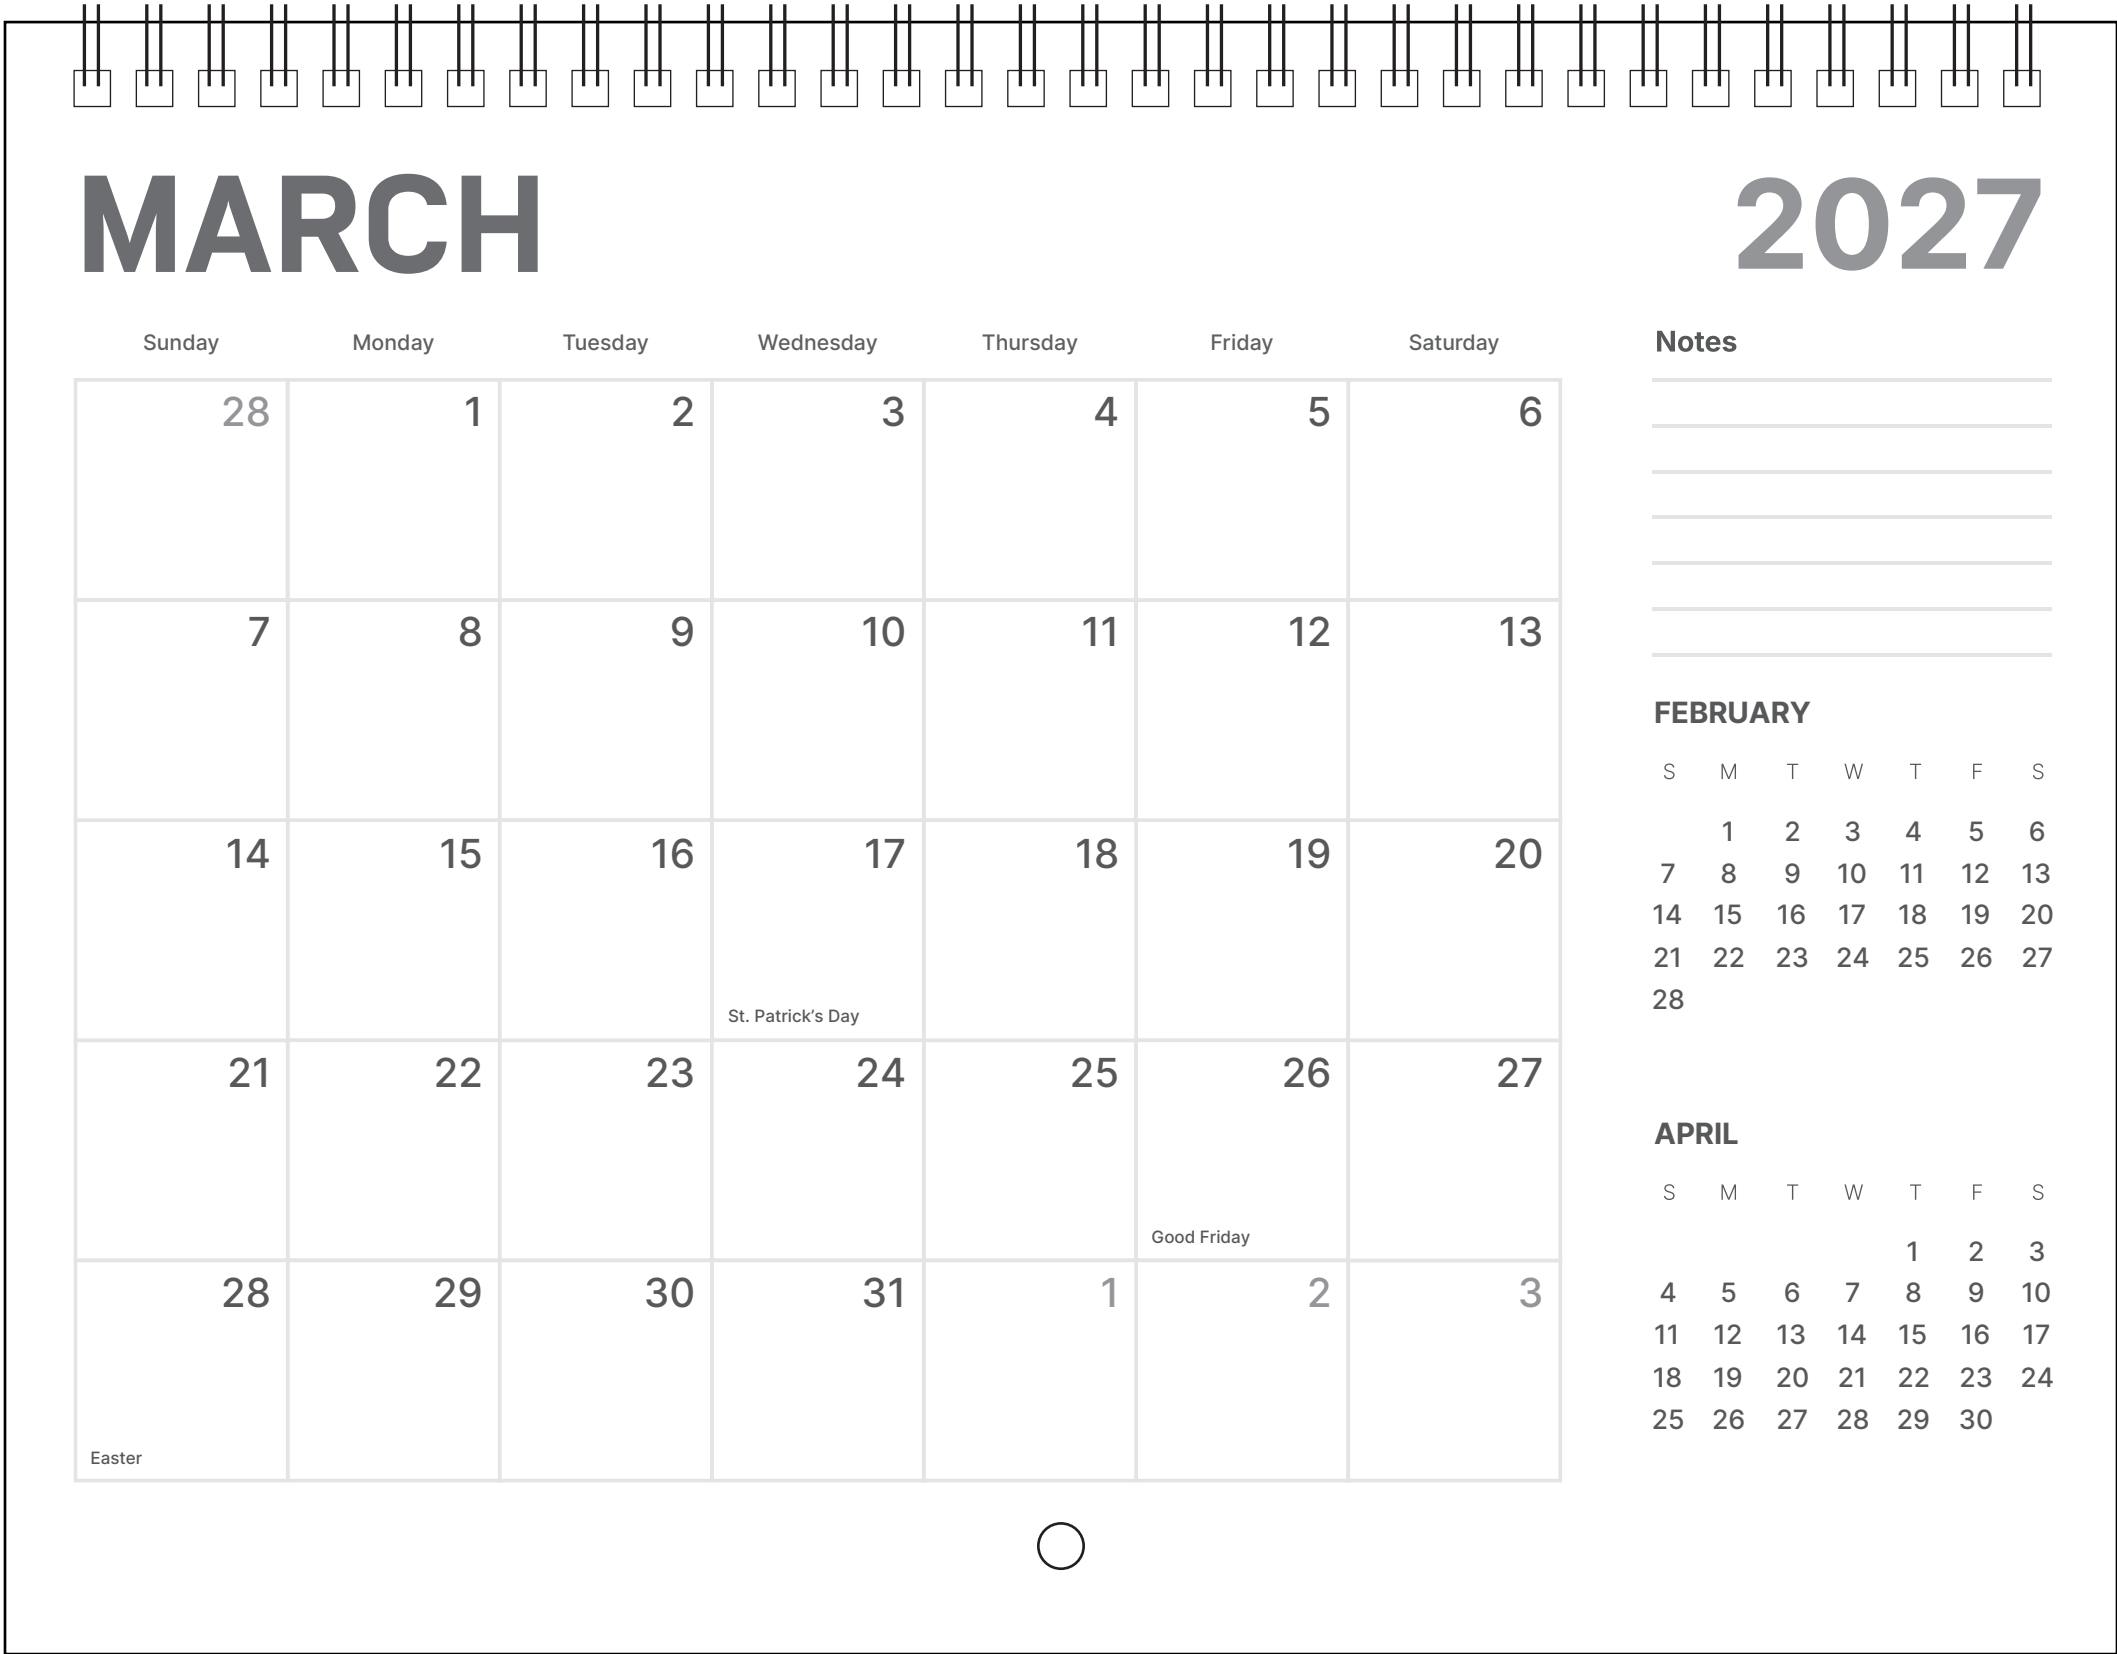 MARCH 2027
Sunday Monday Tuesday Wednesday Thursday Friday Saturday
28 1 2 3 4 5 6
7 8 9 10 11 12 13
14 15 16 17 18 19 20
St. Patrick’s Day
21 22 23 24 25 26 27
Good Friday
28 29 30 31 1 2 3
Easter
Notes
FEBRUARY
S M T W T F S
1 2 3 4 5 6
7 8 9 10 11 12 13
14 15 16 17 18 19 20
21 22 23 24 25 26 27
28
APRIL
S M T W T F S
1 2 3
4 5 6 7 8 9 10
11 12 13 14 15 16 17
18 19 20 21 22 23 24
25 26 27 28 29 30